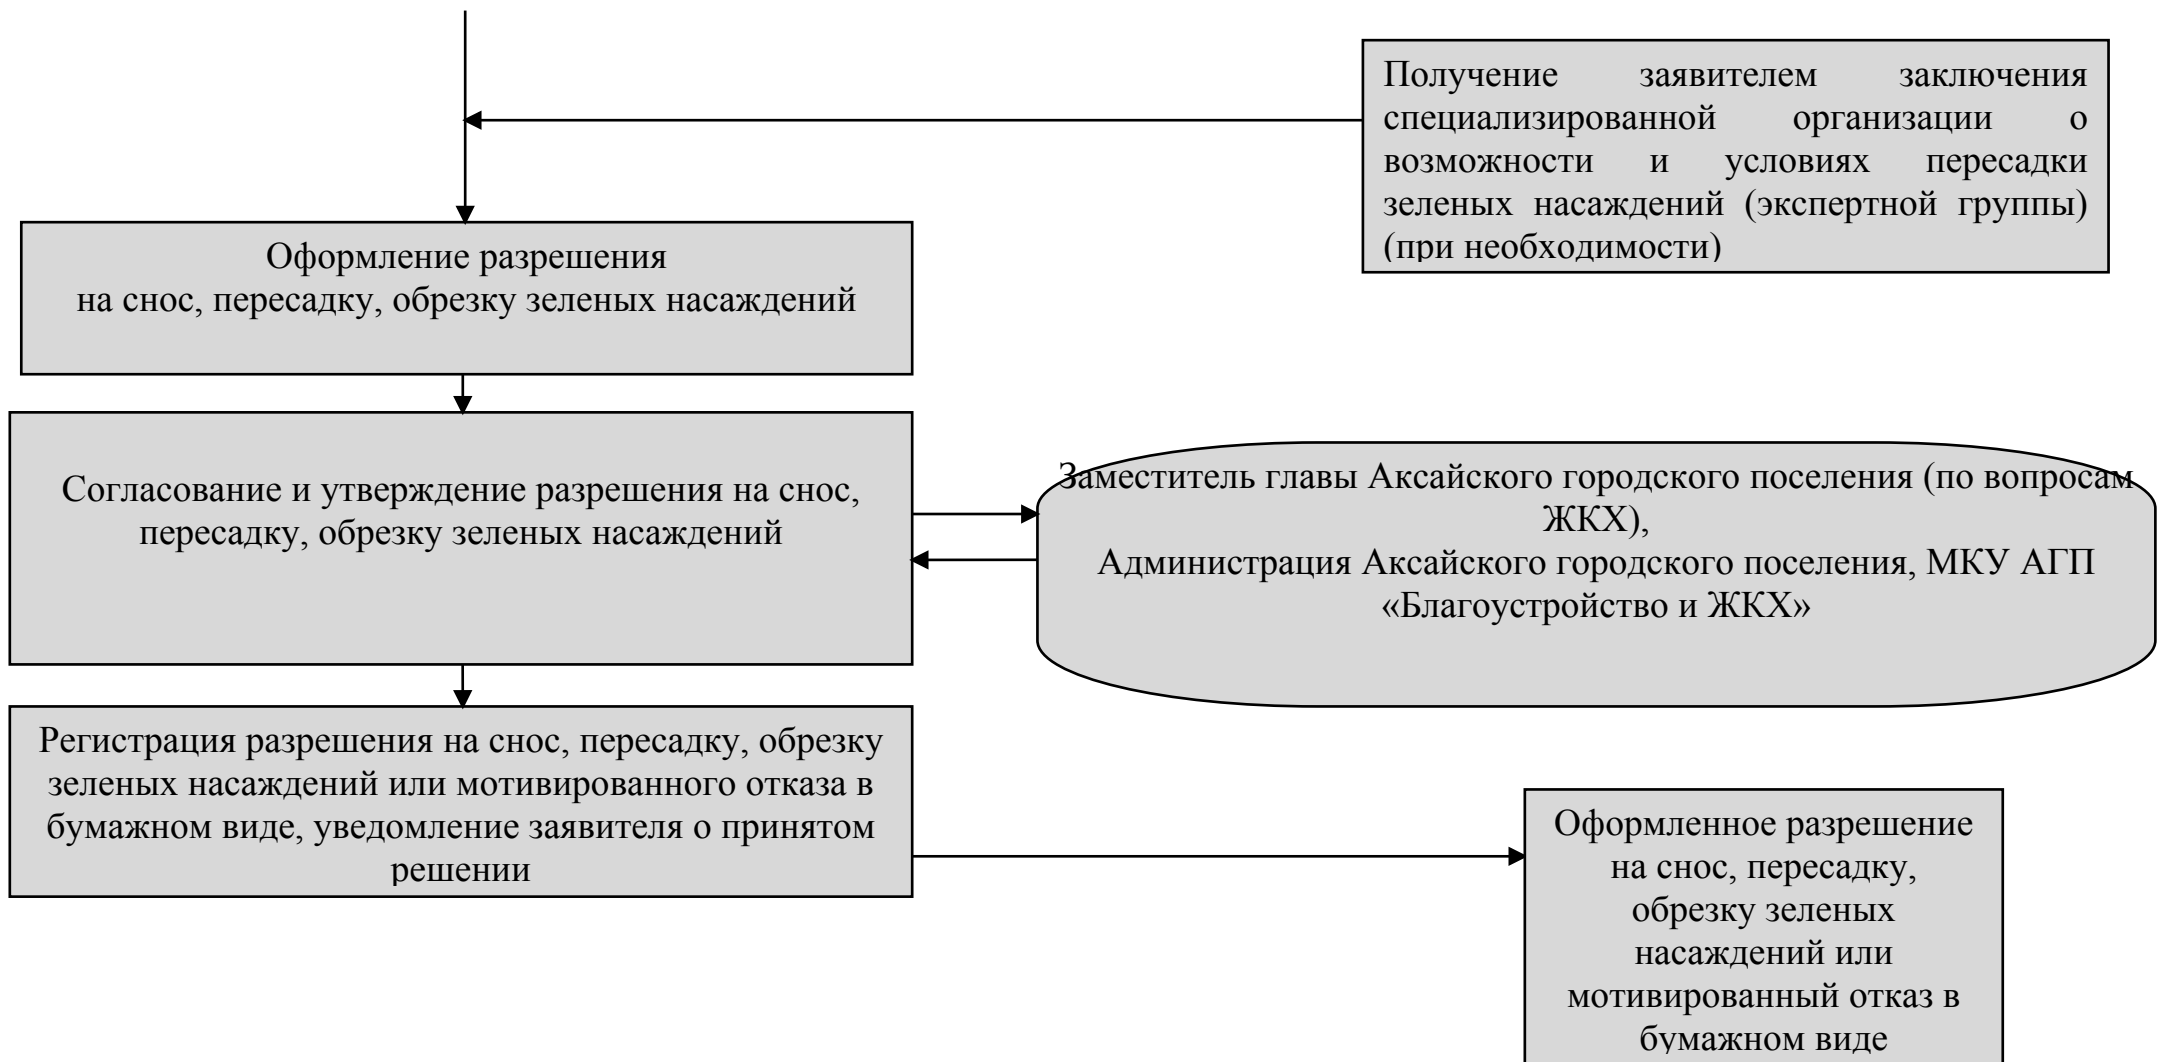 Получение заявителем заключения
специализированной организации о
возможности и условиях пересадки
зеленых насаждений (экспертной группы)
(при необходимости)
Оформление разрешения
на снос, пересадку, обрезку зеленых насаждений
Согласование и утверждение разрешения на снос,
пересадку, обрезку зеленых насаждений
Заместитель главы Аксайского городского поселения (по вопросам
ЖКХ),
Администрация Аксайского городского поселения, МКУ АГП
«Благоустройство и ЖКХ»
Регистрация разрешения на снос, пересадку, обрезку
зеленых насаждений или мотивированного отказа в
бумажном виде, уведомление заявителя о принятом
решении
Оформленное разрешение
на снос, пересадку,
обрезку зеленых
насаждений или
мотивированный отказ в
бумажном виде